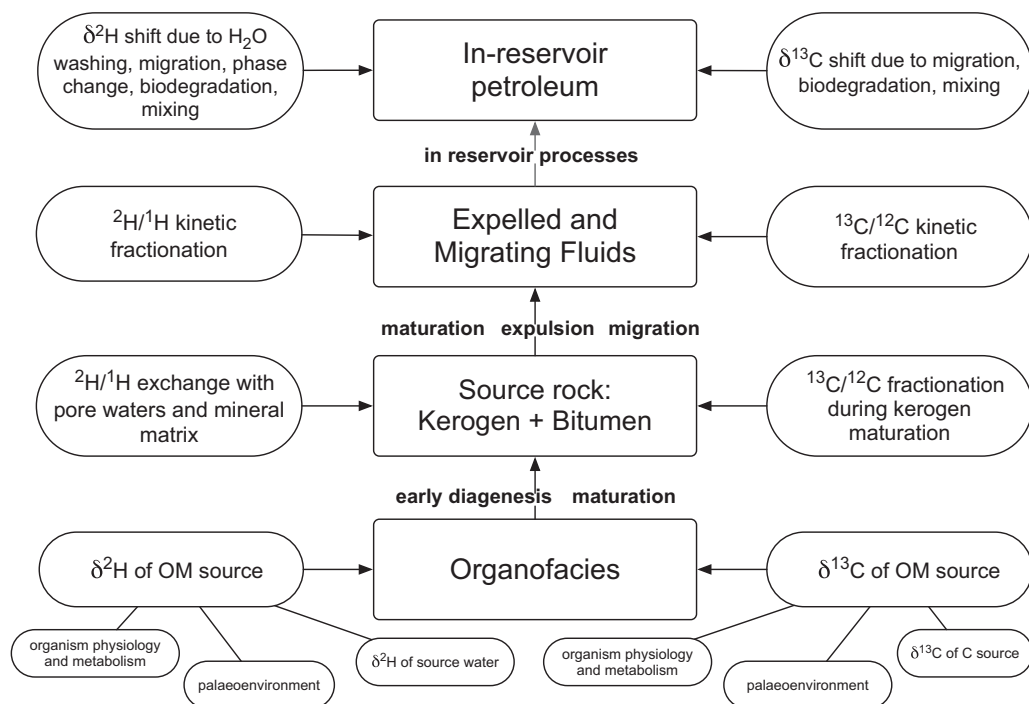 δ²H shift due to H₂O
washing, migration, phase
change, biodegradation,
mixing
In-reservoir
petroleum
δ¹³C shift due to migration,
biodegradation, mixing
in reservoir processes
²H/¹H kinetic
fractionation
Expelled and
Migrating Fluids
¹³C/¹²C kinetic
fractionation
maturation expulsion migration
²H/¹H exchange with
pore waters and mineral
matrix
Source rock:
Kerogen + Bitumen
¹³C/¹²C fractionation
during kerogen
maturation
early diagenesis maturation
δ²H of OM source
Organofacies
δ¹³C of OM source
organism physiology
and metabolism
palaeoenvironment
δ²H of source water
organism physiology
and metabolism
palaeoenvironment
δ¹³C of C source